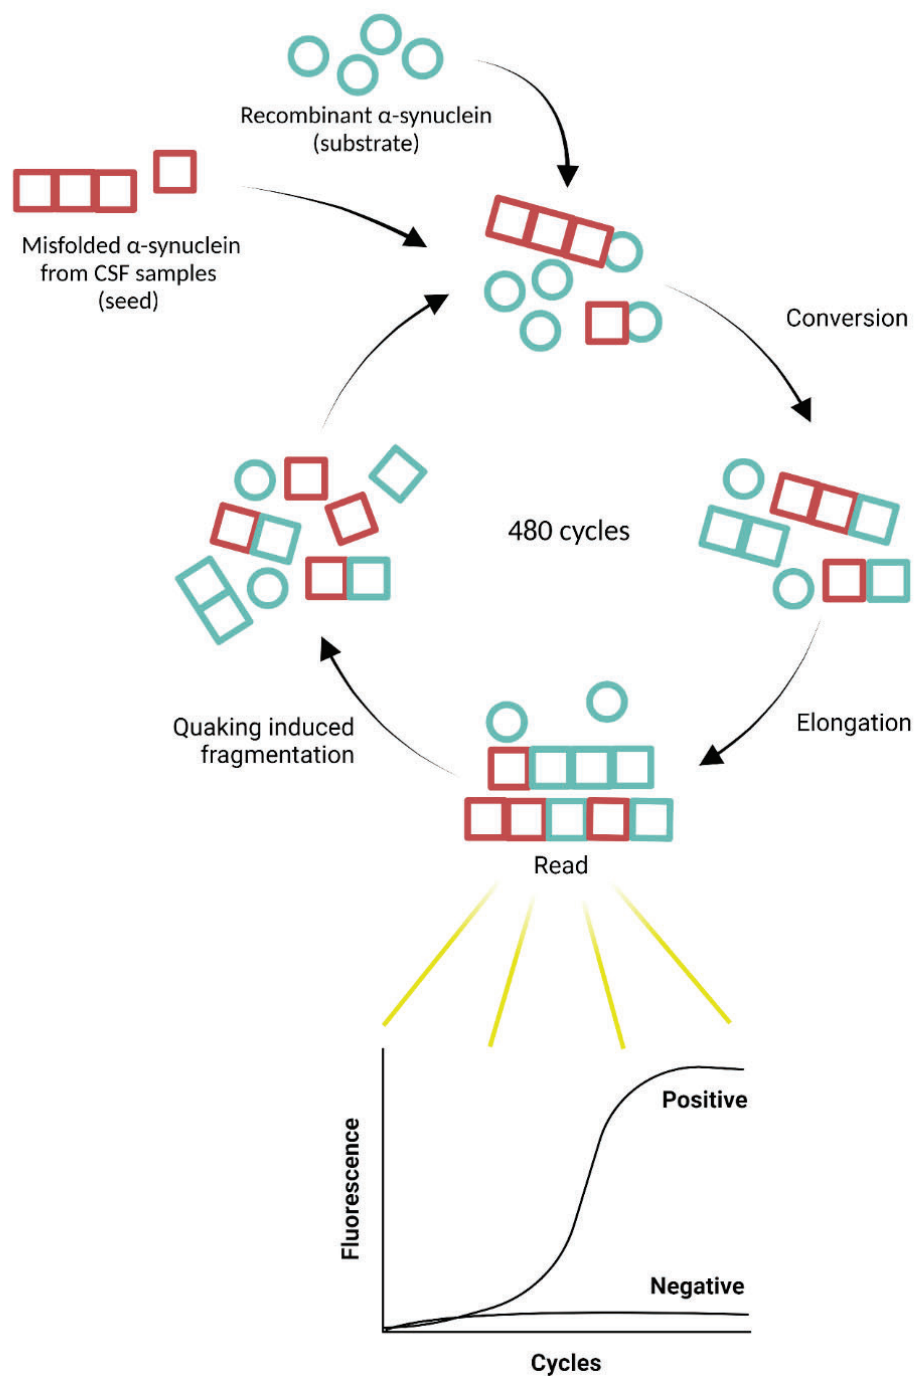 Recombinant α-synuclein
(substrate)
Misfolded α-synuclein
from CSF samples
(seed)
Conversion
480 cycles
Elongation
Quaking induced
fragmentation
Read
Positive
Fluorescence
Negative
Cycles